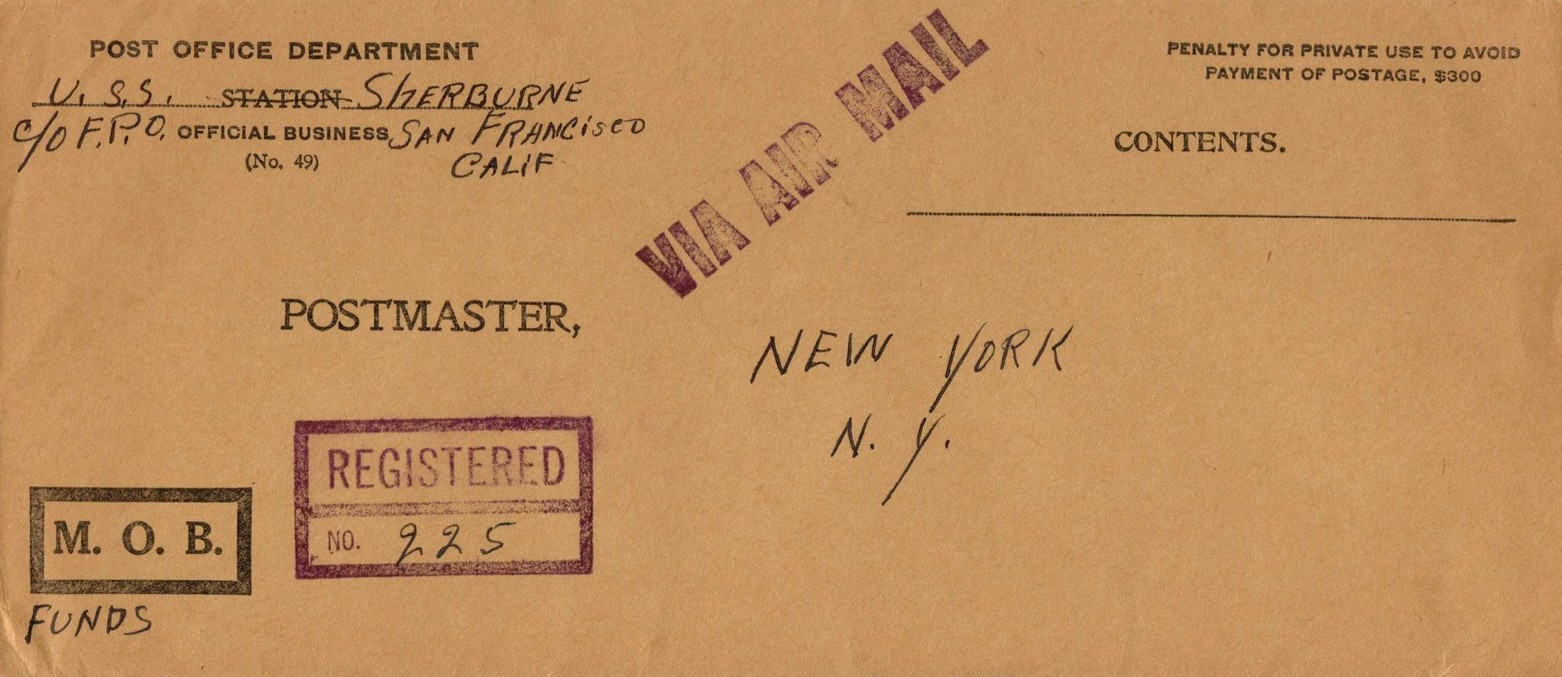 POST OFFICE DEPARTMENT
U. S. S. STATION SHERBURNE
c/o F.P.O. OFFICIAL BUSINESS SAN FRANCISCO
(No. 49) CALIF
VIA AIR MAIL
PENALTY FOR PRIVATE USE TO AVOID
PAYMENT OF POSTAGE, $300
CONTENTS.
POSTMASTER,
NEW YORK
N. Y.
REGISTERED
NO. 225
M. O. B.
FUNDS